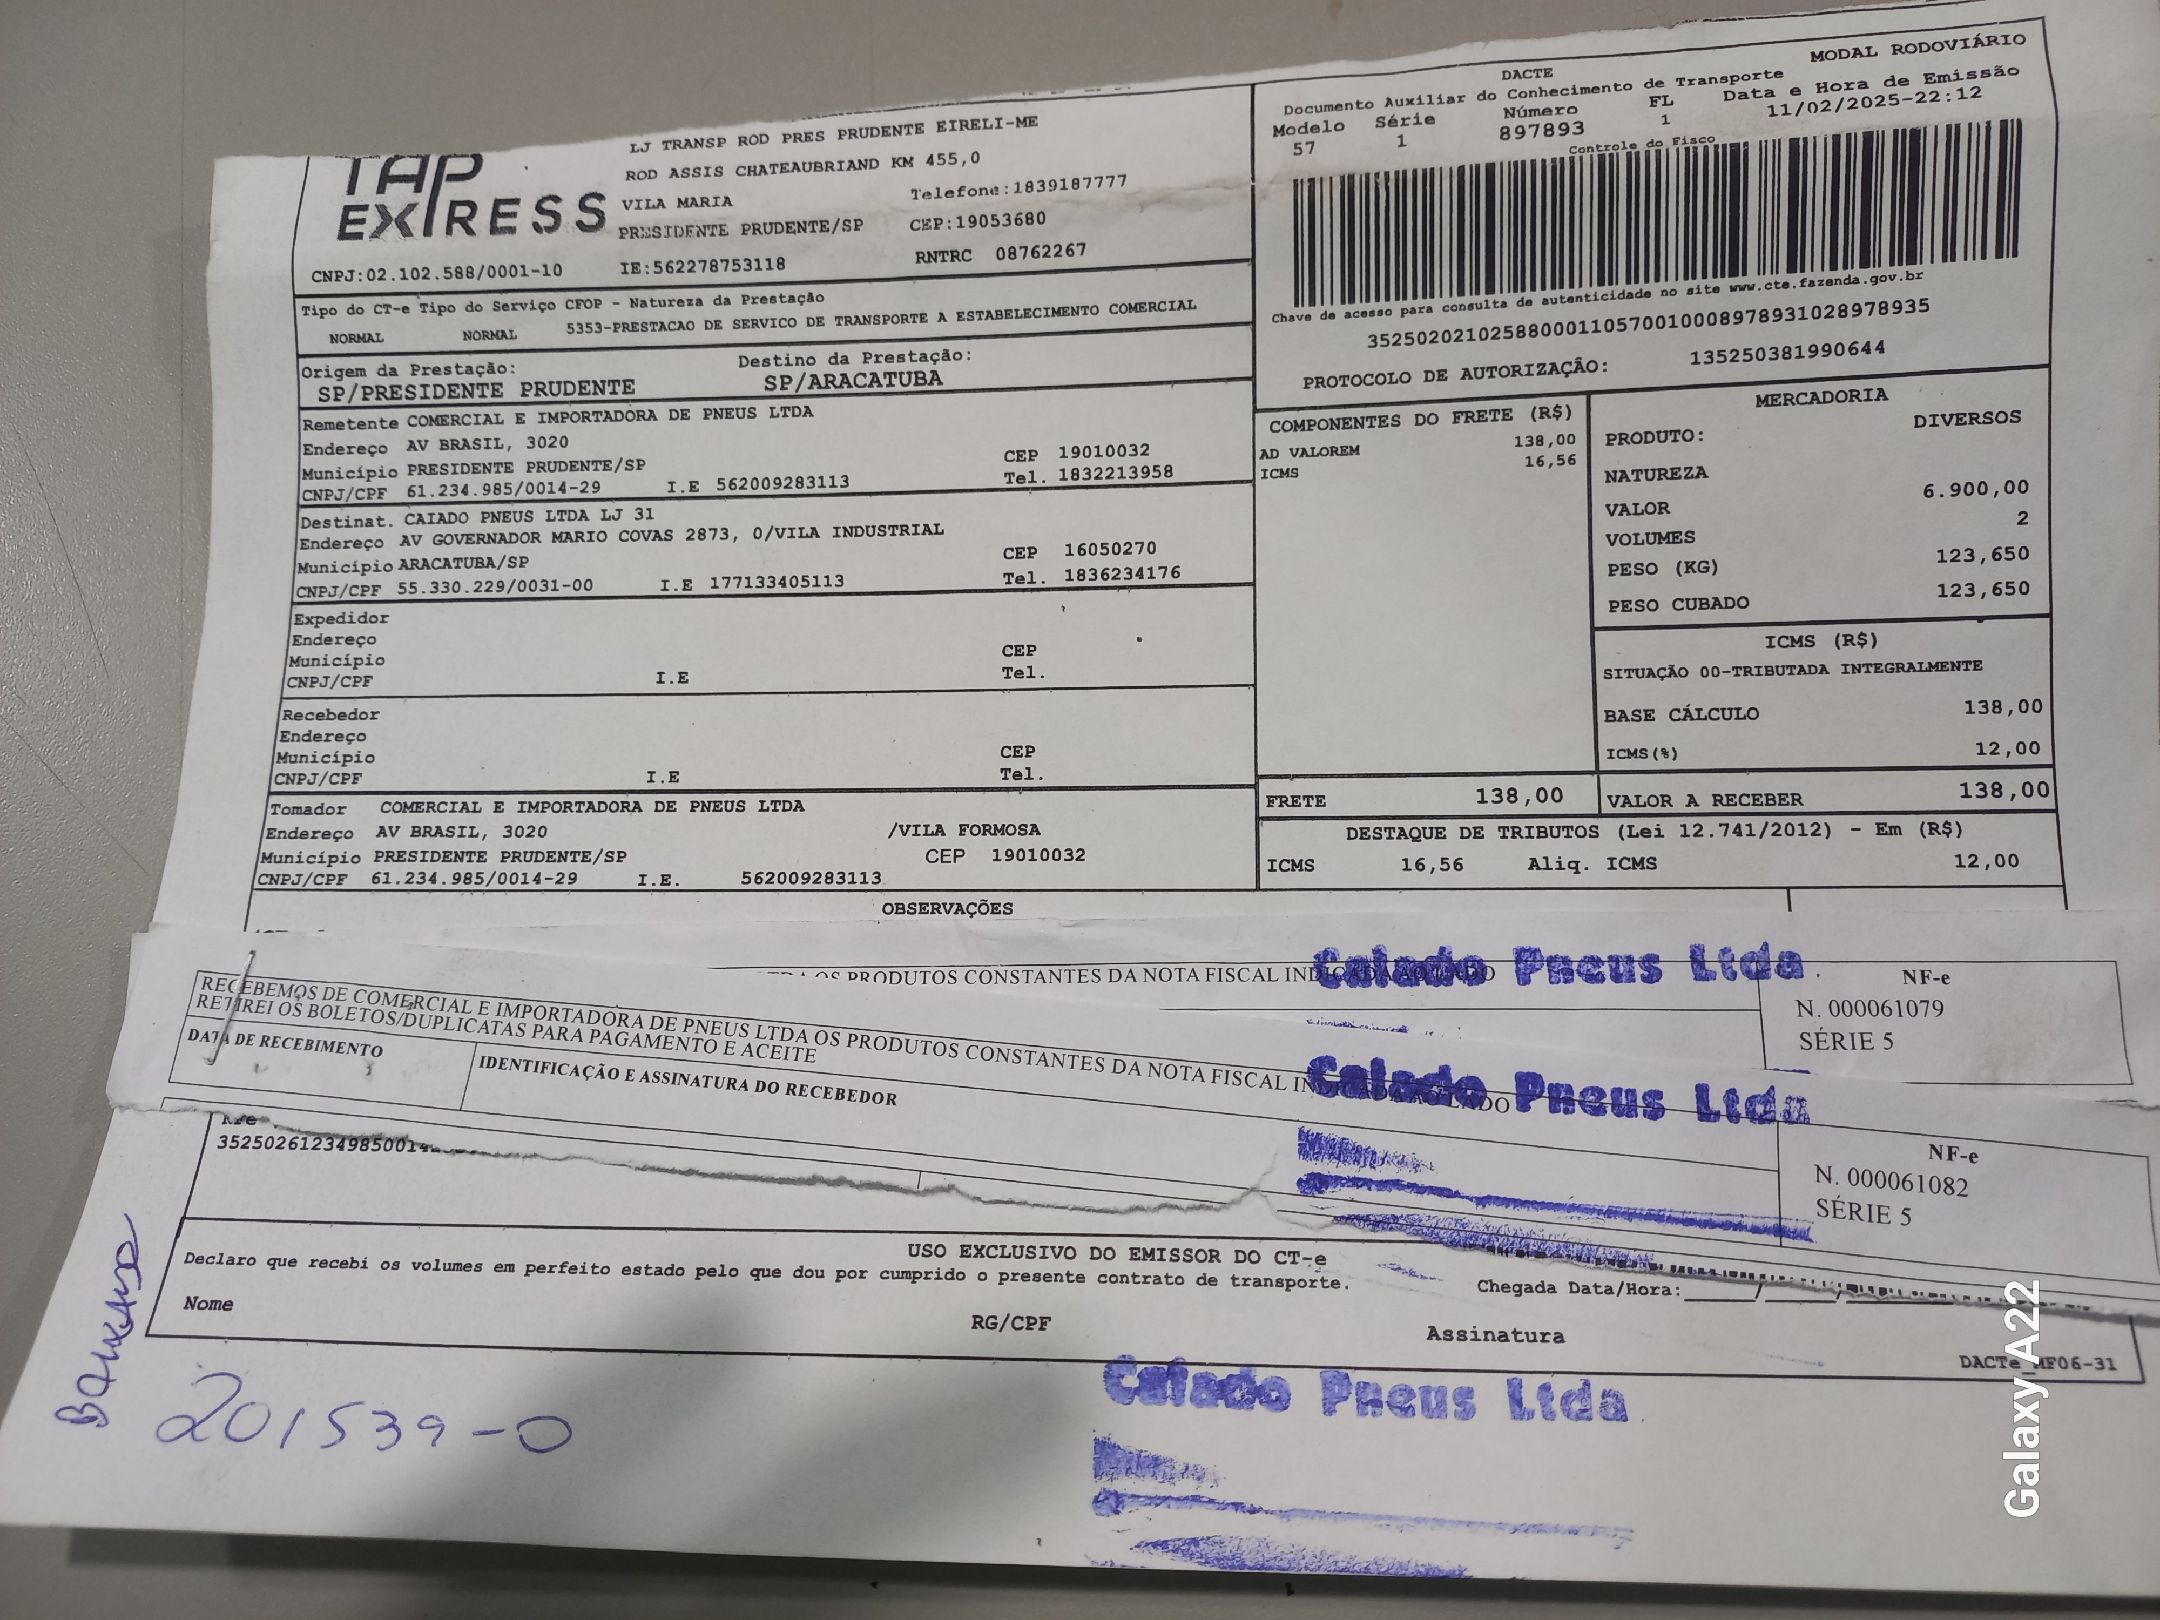 TAP
EXPRESS
LJ TRANSP ROD PRES PRUDENTE EIRELI-ME
ROD ASSIS CHATEAUBRIAND KM 455,0
VILA MARIA Telefone:1839187777
PRESIDENTE PRUDENTE/SP CEP:19053680
CNPJ:02.102.588/0001-10 IE:562278753118 RNTRC 08762267
MODAL RODOVIÁRIO
DACTE
Documento Auxiliar do Conhecimento de Transporte
Modelo Série Número FL Data e Hora de Emissão
57 1 897893 1 11/02/2025-22:12
Controle do Fisco
Chave de acesso para consulta de autenticidade no site www.cte.fazenda.gov.br
35250202102588000110570010008978931028978935
PROTOCOLO DE AUTORIZAÇÂO: 135250381990644
Tipo do CT-e Tipo do Serviço CFOP - Natureza da Prestação
NORMAL NORMAL 5353-PRESTACAO DE SERVICO DE TRANSPORTE A ESTABELECIMENTO COMERCIAL
Origem da Prestação: Destino da Prestação:
SP/PRESIDENTE PRUDENTE SP/ARACATUBA
Remetente COMERCIAL E IMPORTADORA DE PNEUS LTDA
Endereço AV BRASIL, 3020
Município PRESIDENTE PRUDENTE/SP CEP 19010032
CNPJ/CPF 61.234.985/0014-29 I.E 562009283113 Tel. 1832213958
Destinat. CAIADO PNEUS LTDA LJ 31
Endereço AV GOVERNADOR MARIO COVAS 2873, 0/VILA INDUSTRIAL
Município ARACATUBA/SP CEP 16050270
CNPJ/CPF 55.330.229/0031-00 I.E 177133405113 Tel. 1836234176
Expedidor
Endereço
Município CEP
CNPJ/CPF I.E Tel.
Recebedor
Endereço
Município CEP
CNPJ/CPF I.E Tel.
Tomador COMERCIAL E IMPORTADORA DE PNEUS LTDA
Endereço AV BRASIL, 3020 /VILA FORMOSA
Município PRESIDENTE PRUDENTE/SP CEP 19010032
CNPJ/CPF 61.234.985/0014-29 I.E. 562009283113
COMPONENTES DO FRETE (R$)
AD VALOREM 138,00
ICMS 16,56
MERCADORIA
PRODUTO: DIVERSOS
NATUREZA
VALOR 6.900,00
VOLUMES 2
PESO (KG) 123,650
PESO CUBADO 123,650
ICMS (R$)
SITUAÇÃO 00-TRIBUTADA INTEGRALMENTE
BASE CÁLCULO 138,00
ICMS(%) 12,00
FRETE 138,00 VALOR A RECEBER 138,00
DESTAQUE DE TRIBUTOS (Lei 12.741/2012) - Em (R$)
ICMS 16,56 Aliq. ICMS 12,00
OBSERVAÇÕES
OS PRODUTOS CONSTANTES DA NOTA FISCAL INDICADA AO LADO
Caiado Pneus Ltda
NF-e
N. 000061079
SÉRIE 5
RECEBEMOS DE COMERCIAL E IMPORTADORA DE PNEUS LTDA OS PRODUTOS CONSTANTES DA NOTA FISCAL INDICADA AO LADO
RETIREI OS BOLETOS/DUPLICATAS PARA PAGAMENTO E ACEITE
DATA DE RECEBIMENTO IDENTIFICAÇÃO E ASSINATURA DO RECEBEDOR
Caiado Pneus Ltda
NF-e
N. 000061082
SÉRIE 5
35250261234985001
USO EXCLUSIVO DO EMISSOR DO CT-e
Declaro que recebi os volumes em perfeito estado pelo que dou por cumprido o presente contrato de transporte.
Chegada Data/Hora:
Nome RG/CPF Assinatura
DACTe MF06-31
Caiado Pneus Ltda
201539-0
Galaxy A22